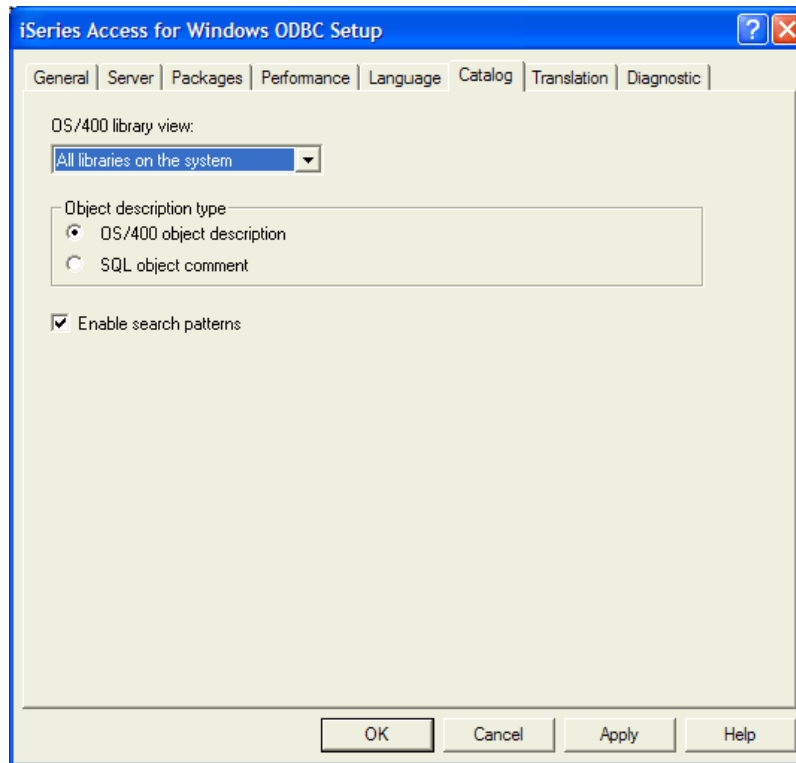 iSeries Access for Windows ODBC Setup
General Server Packages Performance Language Catalog Translation Diagnostic
OS/400 library view:
All libraries on the system
Object description type
OS/400 object description
SQL object comment
Enable search patterns
OK Cancel Apply Help